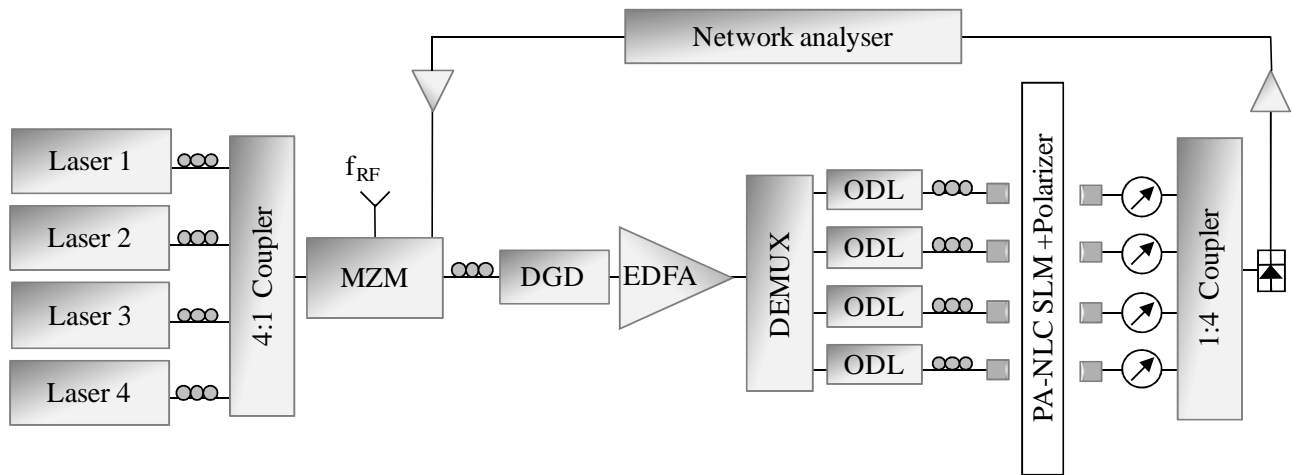 Network analyser
Laser 1
Laser 2
Laser 3
Laser 4
4:1 Coupler
fRF
MZM
DGD
EDFA
DEMUX
ODL
ODL
ODL
ODL
PA-NLC SLM +Polarizer
1:4 Coupler